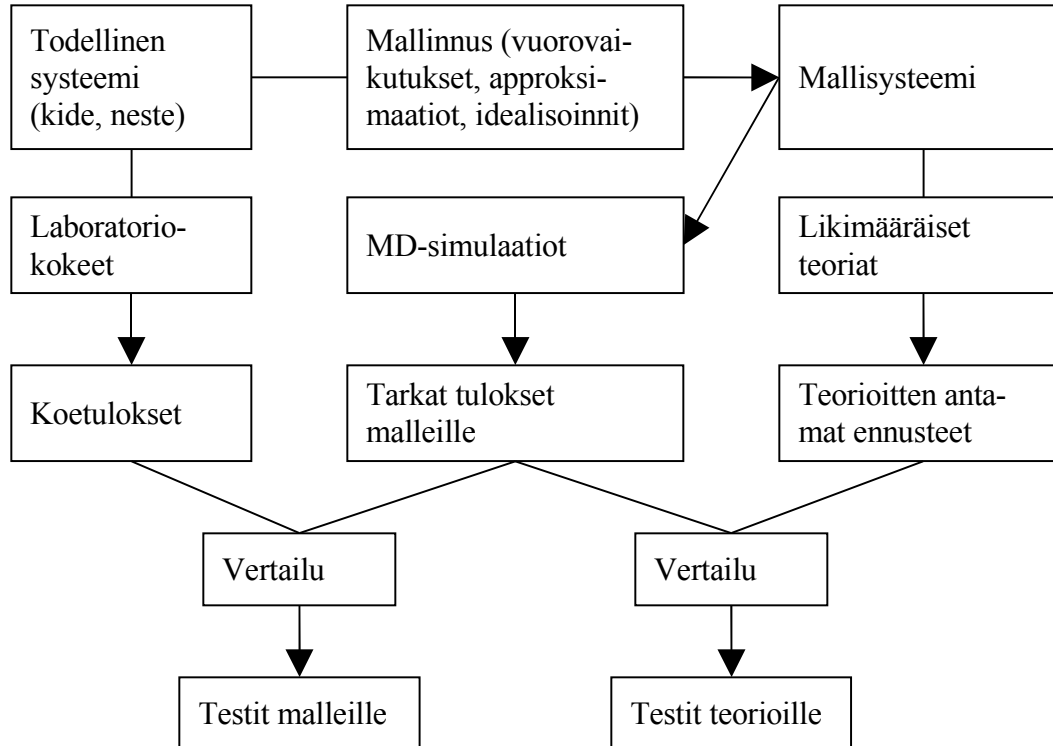 Todellinen
systeemi
(kide, neste)
Mallinnus (vuorovai-
kutukset, approksi-
maatiot, idealisoinnit)
Mallisysteemi
Laboratorio-
kokeet
MD-simulaatiot
Likimääräiset
teoriat
Koetulokset
Tarkat tulokset
malleille
Teorioitten anta-
mat ennusteet
Vertailu
Vertailu
Testit malleille
Testit teorioille